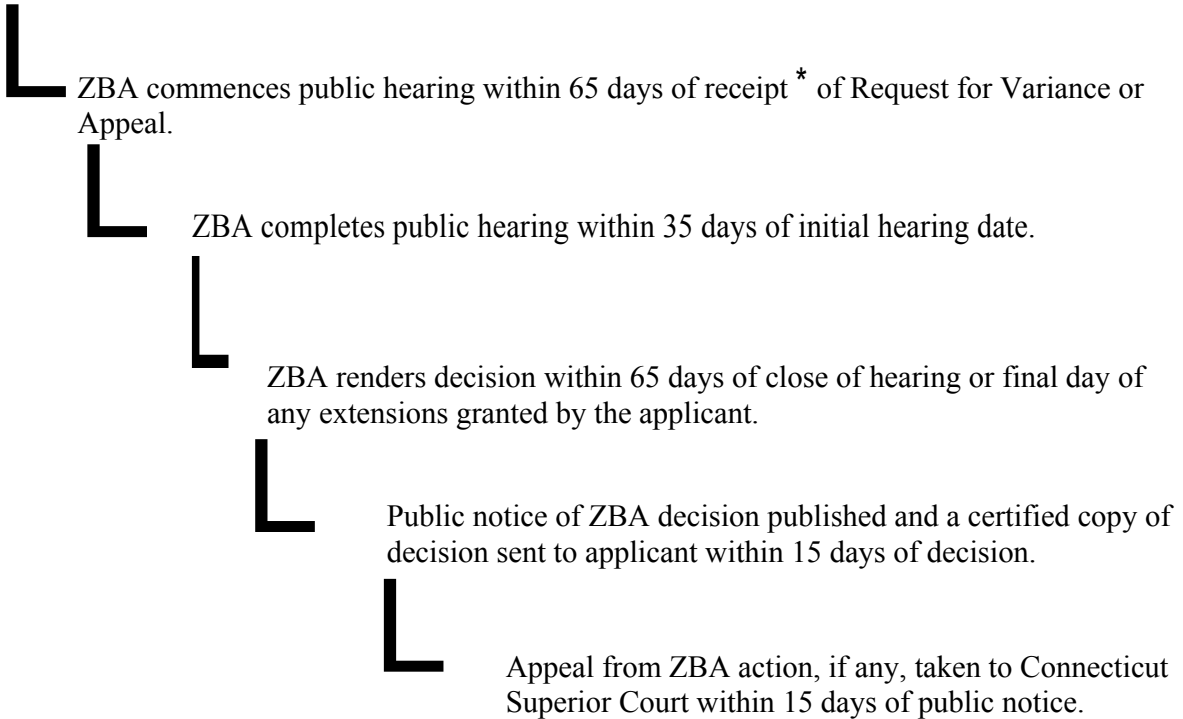 ZBA commences public hearing within 65 days of receipt * of Request for Variance or
Appeal.
ZBA completes public hearing within 35 days of initial hearing date.
ZBA renders decision within 65 days of close of hearing or final day of
any extensions granted by the applicant.
Public notice of ZBA decision published and a certified copy of
decision sent to applicant within 15 days of decision.
Appeal from ZBA action, if any, taken to Connecticut
Superior Court within 15 days of public notice.